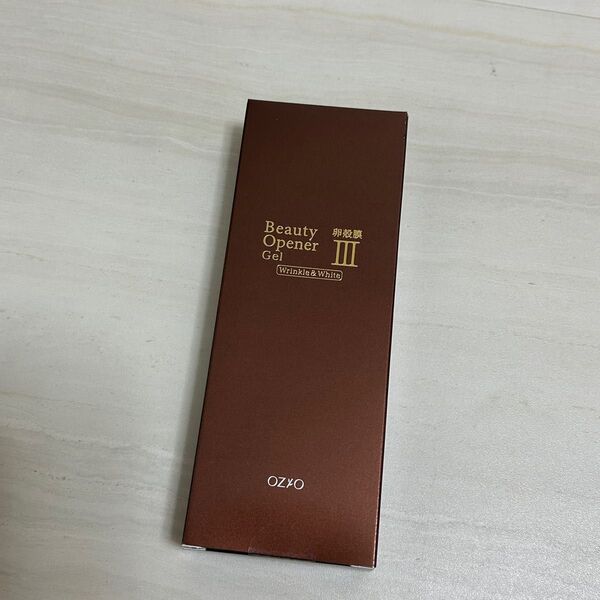 Beauty
Opener
Gel
卵殻膜
III
Wrinkle&White
OZIO